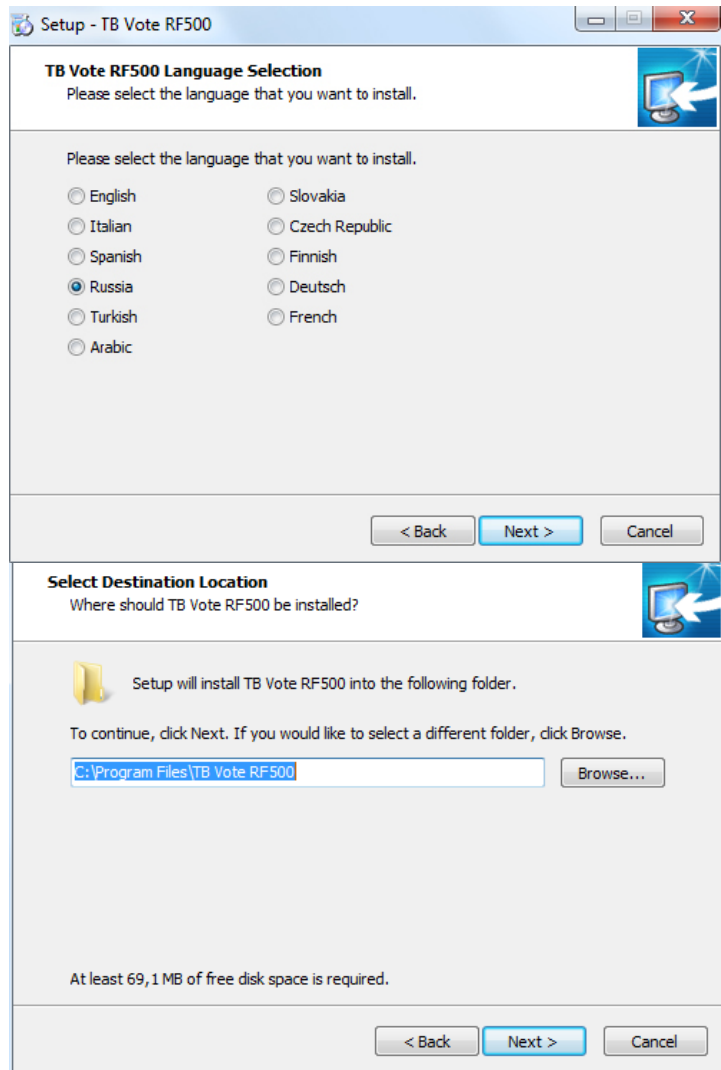 Setup - TB Vote RF500
TB Vote RF500 Language Selection
Please select the language that you want to install.
Please select the language that you want to install.
English
Slovakia
Italian
Czech Republic
Spanish
Finnish
Russia
Deutsch
Turkish
French
Arabic
< Back
Next >
Cancel
Select Destination Location
Where should TB Vote RF500 be installed?
Setup will install TB Vote RF500 into the following folder.
To continue, click Next. If you would like to select a different folder, click Browse.
C:\Program Files\TB Vote RF500
Browse...
At least 69,1 MB of free disk space is required.
< Back
Next >
Cancel